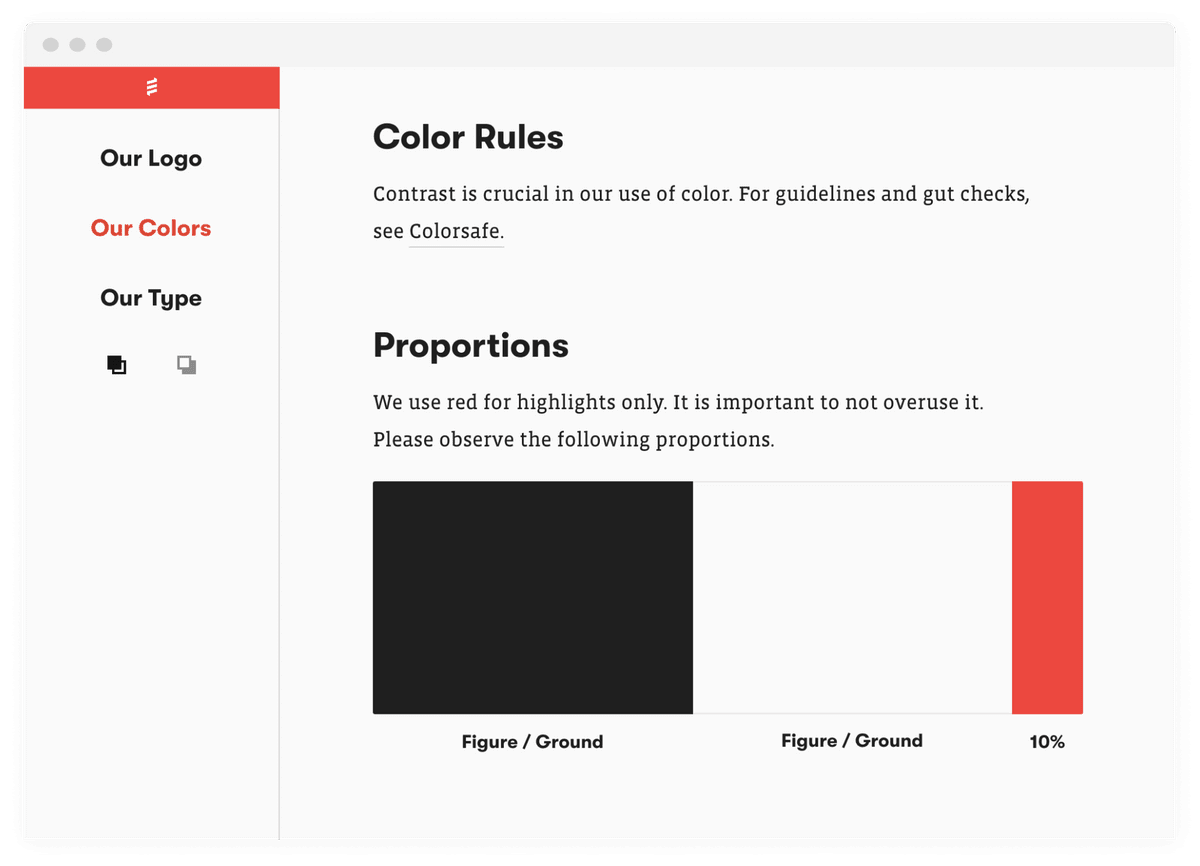 Our Logo
Our Colors
Our Type
Color Rules
Contrast is crucial in our use of color. For guidelines and gut checks,
see Colorsafe.
Proportions
We use red for highlights only. It is important to not overuse it.
Please observe the following proportions.
Figure / Ground
Figure / Ground
10%